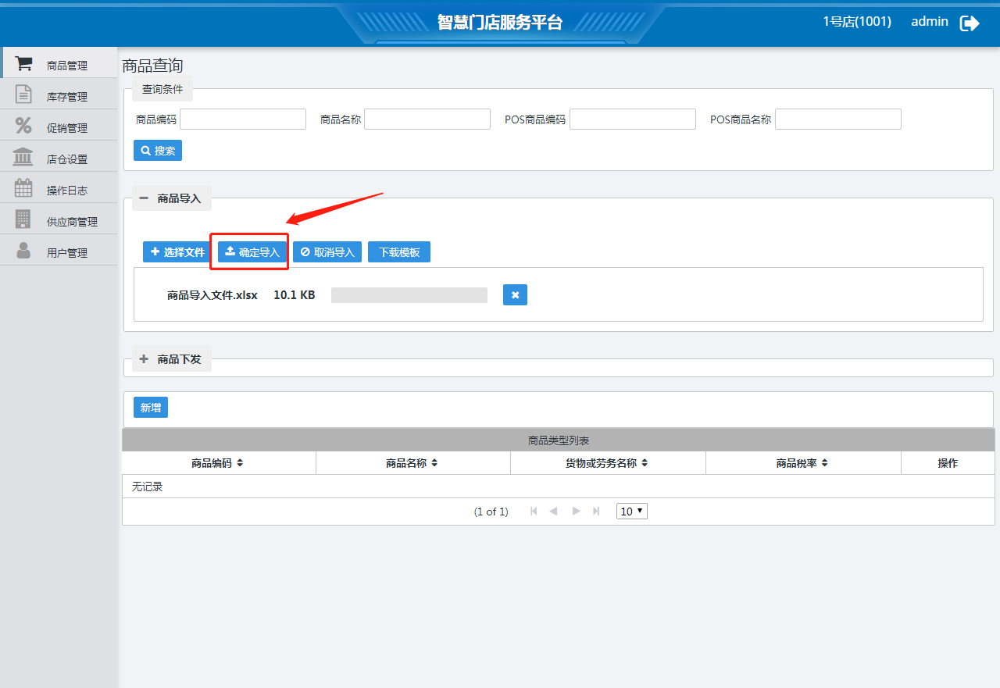 智慧门店服务平台
1号店(1001) admin
商品管理
库存管理
促销管理
店仓设置
操作日志
供应商管理
用户管理
商品查询
查询条件
商品编码 商品名称 POS商品编码 POS商品名称
搜索
商品导入
选择文件 确定导入 取消导入 下载模板
商品导入文件.xlsx 10.1 KB
商品下发
新增
商品类型列表
商品编码 商品名称 货物或劳务名称 商品税率 操作
无记录
(1 of 1) 10